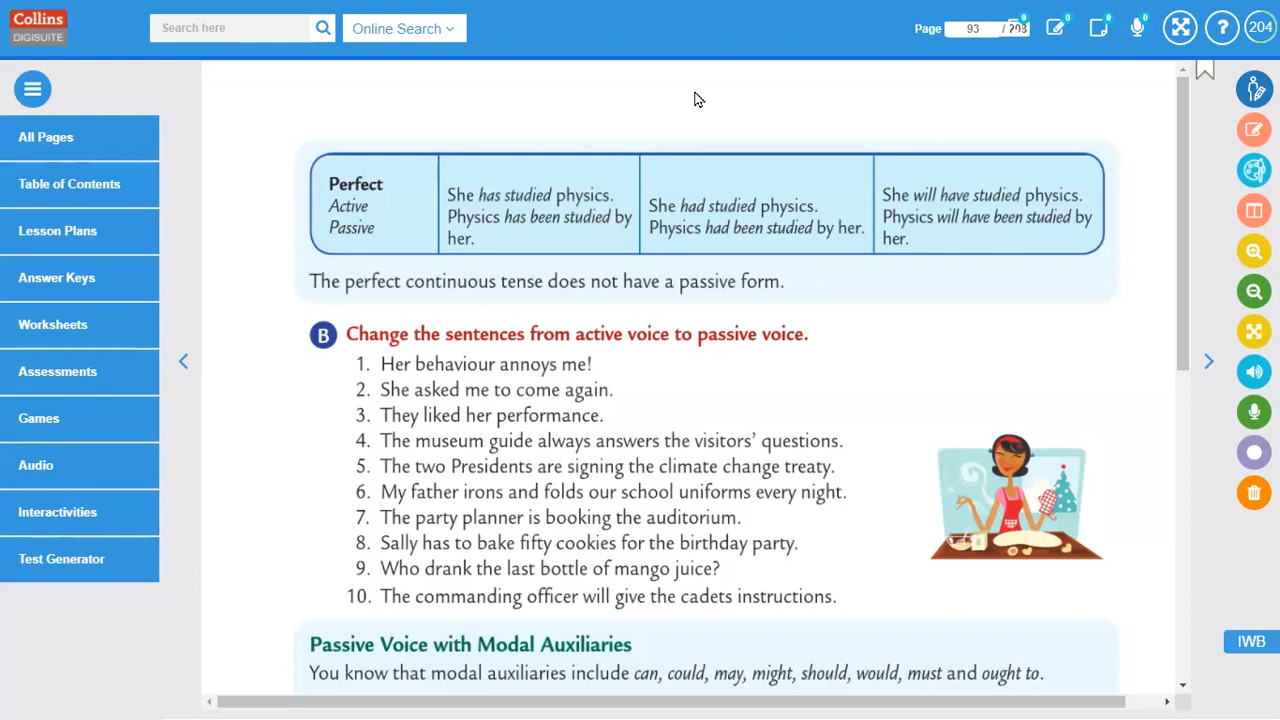 Collins
DIGISUITE
Search here
Online Search
Page 93 / 208
0
0
0
0
204
All Pages
Table of Contents
Lesson Plans
Answer Keys
Worksheets
Assessments
Games
Audio
Interactivities
Test Generator
Perfect
Active
Passive
She has studied physics.
Physics has been studied by
her.
She had studied physics.
Physics had been studied by her.
She will have studied physics.
Physics will have been studied by
her.
The perfect continuous tense does not have a passive form.
B Change the sentences from active voice to passive voice.
1. Her behaviour annoys me!
2. She asked me to come again.
3. They liked her performance.
4. The museum guide always answers the visitors’ questions.
5. The two Presidents are signing the climate change treaty.
6. My father irons and folds our school uniforms every night.
7. The party planner is booking the auditorium.
8. Sally has to bake fifty cookies for the birthday party.
9. Who drank the last bottle of mango juice?
10. The commanding officer will give the cadets instructions.
IWB
Passive Voice with Modal Auxiliaries
You know that modal auxiliaries include can, could, may, might, should, would, must and ought to.